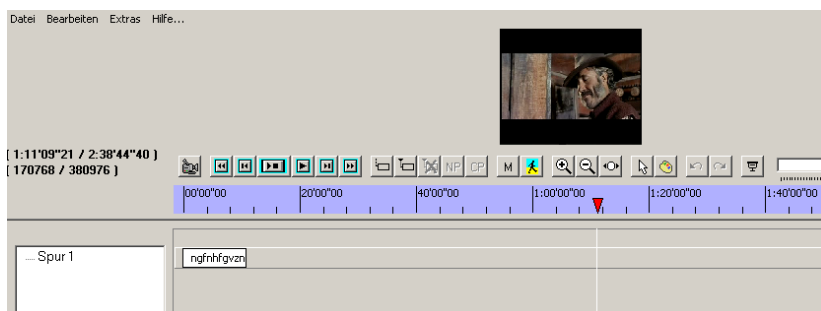 Datei Bearbeiten Extras Hilfe...
[ 1:11'09"21 / 2:38'44"40 )
[ 170768 / 380976 )
NP CP M
00'00"00 20'00"00 40'00"00 1:00'00"00 1:20'00"00 1:40'00"00
Spur 1
ngfnhfgvzn